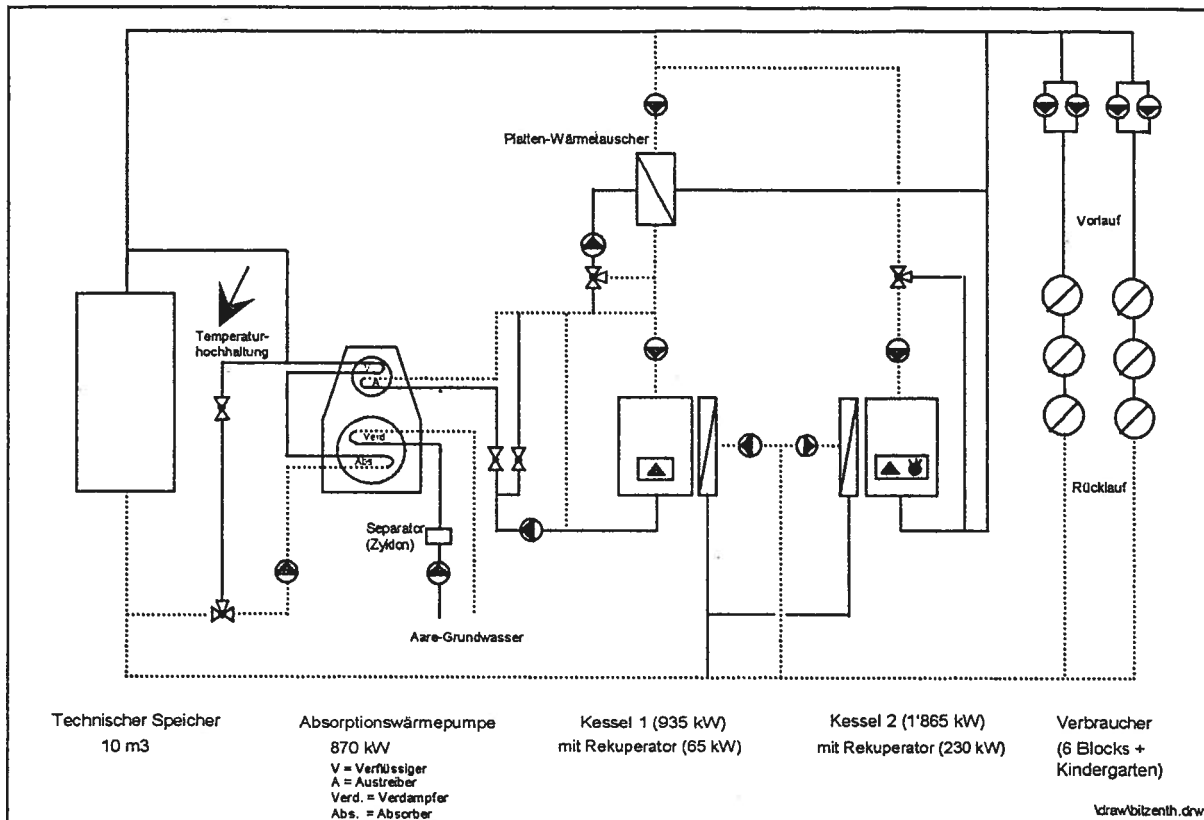 Platten-Wärmetauscher
Vorlauf
Temperatur-
hochhaltung
V
A
Verd
Abs
Rücklauf
Separator
(Zyklon)
Aare-Grundwasser
Technischer Speicher
10 m3
Absorptionswärmepumpe
870 kW
V = Verflüssiger
A = Austreiber
Verd. = Verdampfer
Abs. = Absorber
Kessel 1 (935 kW)
mit Rekuperator (65 kW)
Kessel 2 (1'865 kW)
mit Rekuperator (230 kW)
Verbraucher
(6 Blocks +
Kindergarten)
\draw\bitzenth.drw